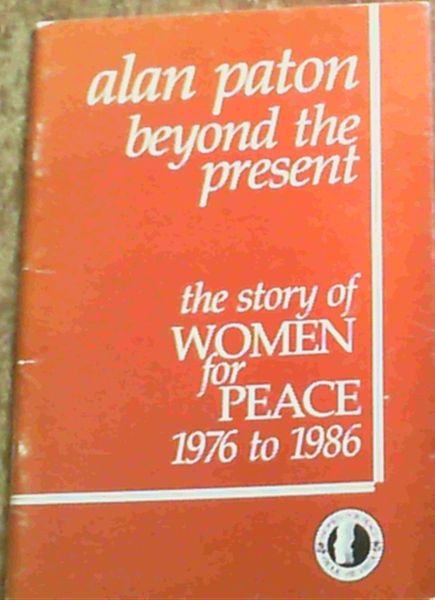 alan paton
beyond the
present
the story of
WOMEN
for
PEACE
1976 to 1986